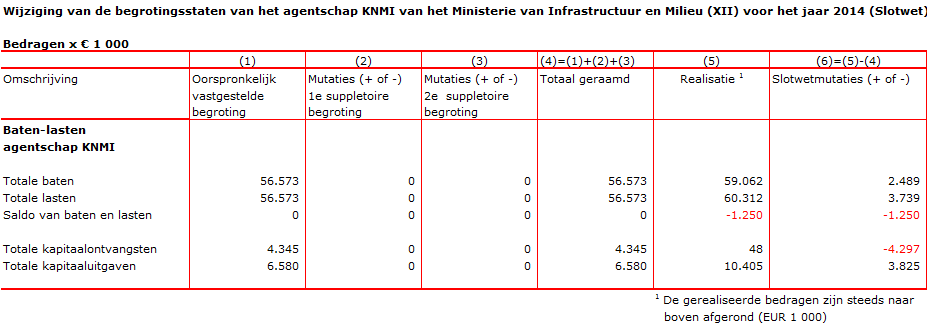 Wijziging van de begrotingsstaten van het agentschap KNMI van het Ministerie van Infrastructuur en Milieu (XII) voor het jaar 2014 (Slotwet)
Bedragen x € 1 000
(1) (2) (3) (4)=(1)+(2)+(3) (5) (6)=(5)-(4)
Omschrijving Oorspronkelijk Mutaties (+ of -) Mutaties (+ of -) Totaal geraamd Realisatie ¹ Slotwetmutaties (+ of -)
vastgestelde 1e suppletoire 2e suppletoire
begroting begroting begroting
Baten-lasten
agentschap KNMI
Totale baten 56.573 0 0 56.573 59.062 2.489
Totale lasten 56.573 0 0 56.573 60.312 3.739
Saldo van baten en lasten 0 0 0 0 -1.250 -1.250
Totale kapitaalontvangsten 4.345 0 0 4.345 48 -4.297
Totale kapitaaluitgaven 6.580 0 0 6.580 10.405 3.825
¹ De gerealiseerde bedragen zijn steeds naar
boven afgerond (EUR 1 000)